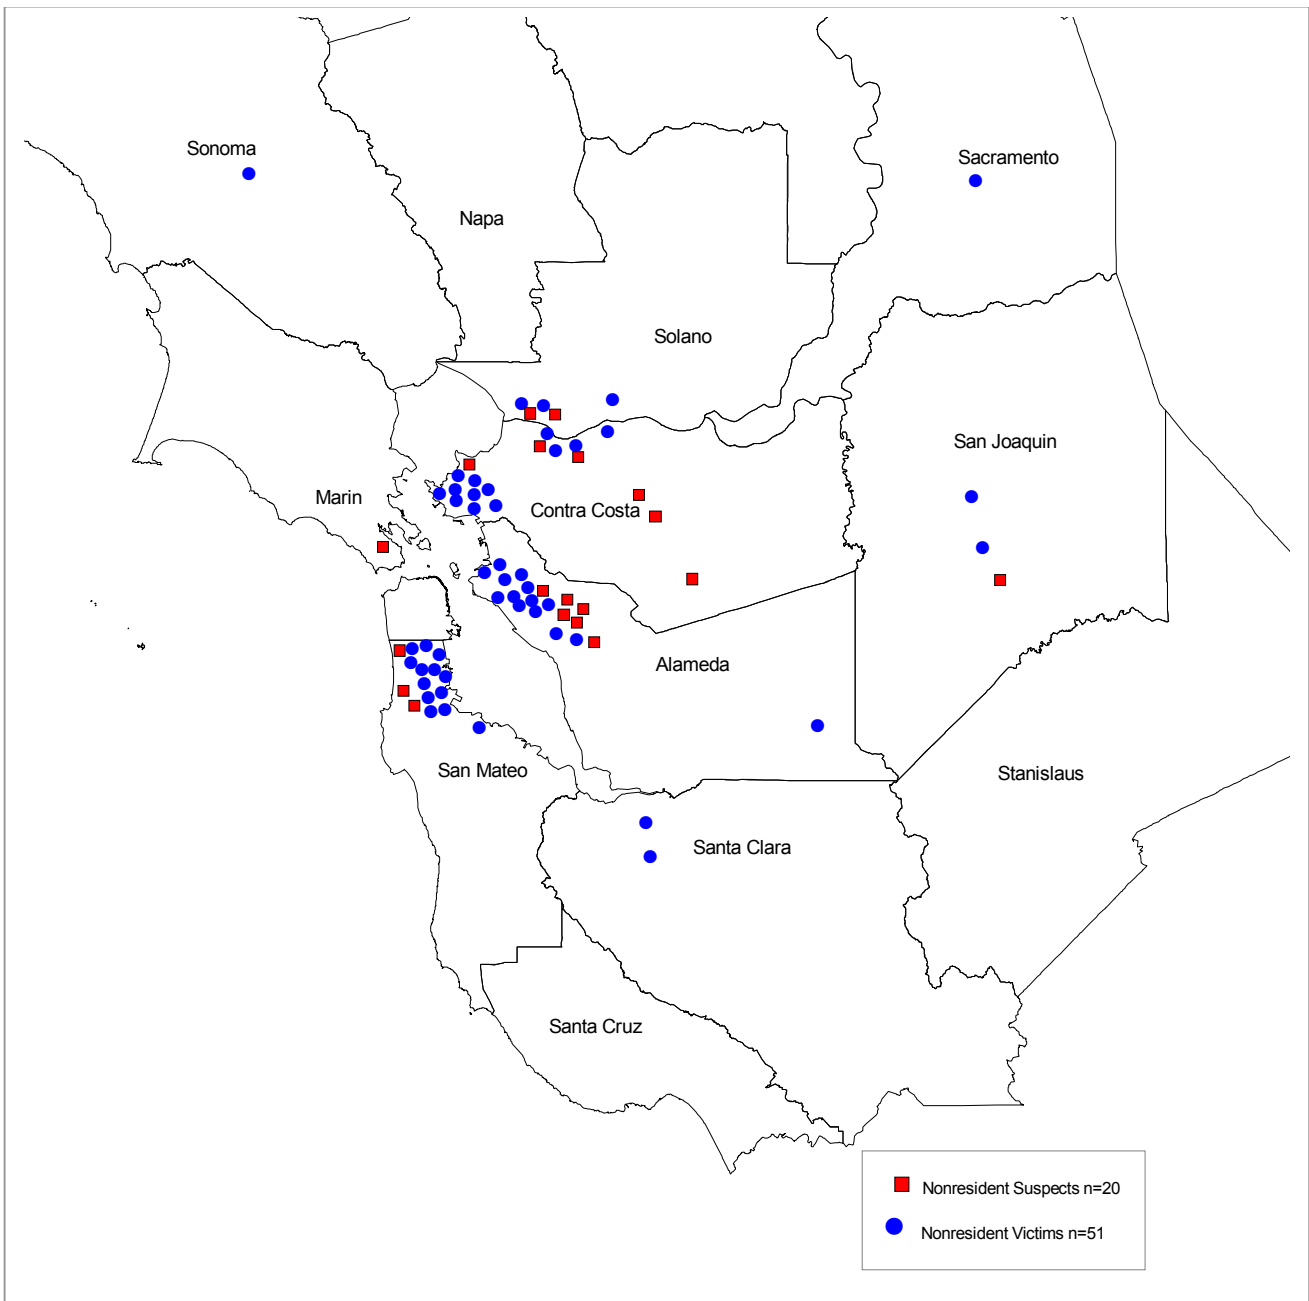 Sonoma
Sacramento
Napa
Solano
San Joaquin
Marin
Contra Costa
Alameda
San Mateo
Stanislaus
Santa Clara
Santa Cruz
Nonresident Suspects n=20
Nonresident Victims n=51